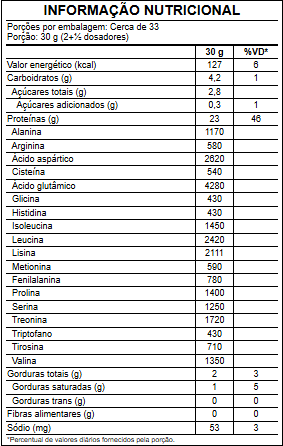 INFORMAÇÃO NUTRICIONAL
Porções por embalagem: Cerca de 33
Porção: 30 g (2+½ dosadores)
30 g %VD*
Valor energético (kcal) 127 6
Carboidratos (g) 4,2 1
Açúcares totais (g) 2,8
Açúcares adicionados (g) 0,3 1
Proteínas (g) 23 46
Alanina 1170
Arginina 580
Ácido aspártico 2620
Cisteína 540
Ácido glutâmico 4280
Glicina 430
Histidina 430
Isoleucina 1450
Leucina 2420
Lisina 2111
Metionina 590
Fenilalanina 780
Prolina 1400
Serina 1250
Treonina 1720
Triptofano 430
Tirosina 710
Valina 1350
Gorduras totais (g) 2 3
Gorduras saturadas (g) 1 5
Gorduras trans (g) 0 0
Fibras alimentares (g) 0 0
Sódio (mg) 53 3
*Percentual de valores diários fornecidos pela porção.